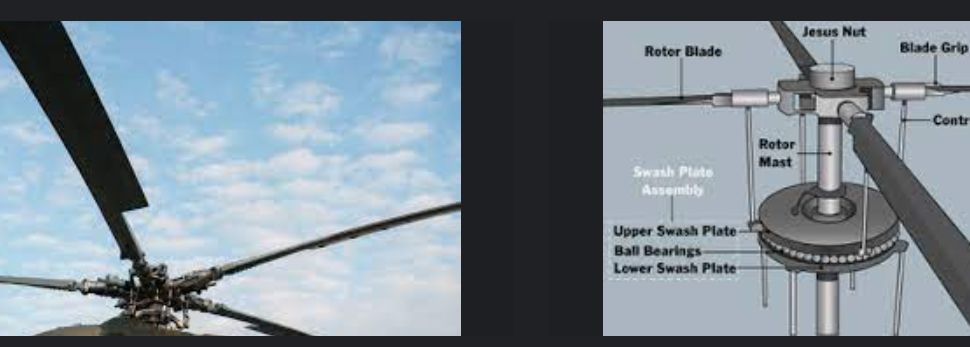 Jesus Nut
Rotor Blade
Blade Grip
Contr
Rotor
Mast
Swash Plate
Assembly
Upper Swash Plate
Ball Bearings
Lower Swash Plate